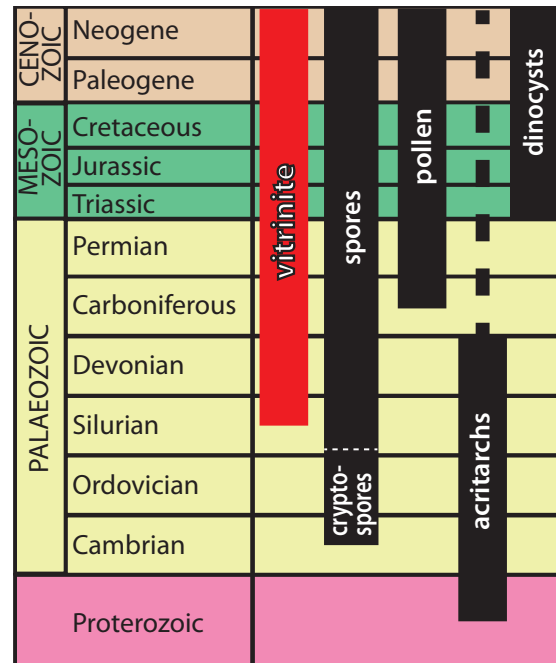 CENO-
ZOIC
Neogene
Paleogene
MESO-
ZOIC
Cretaceous
Jurassic
Triassic
PALAEOZOIC
Permian
Carboniferous
Devonian
Silurian
Ordovician
Cambrian
Proterozoic
vitrinite
spores
crypto-
spores
pollen
acritarchs
dinocysts